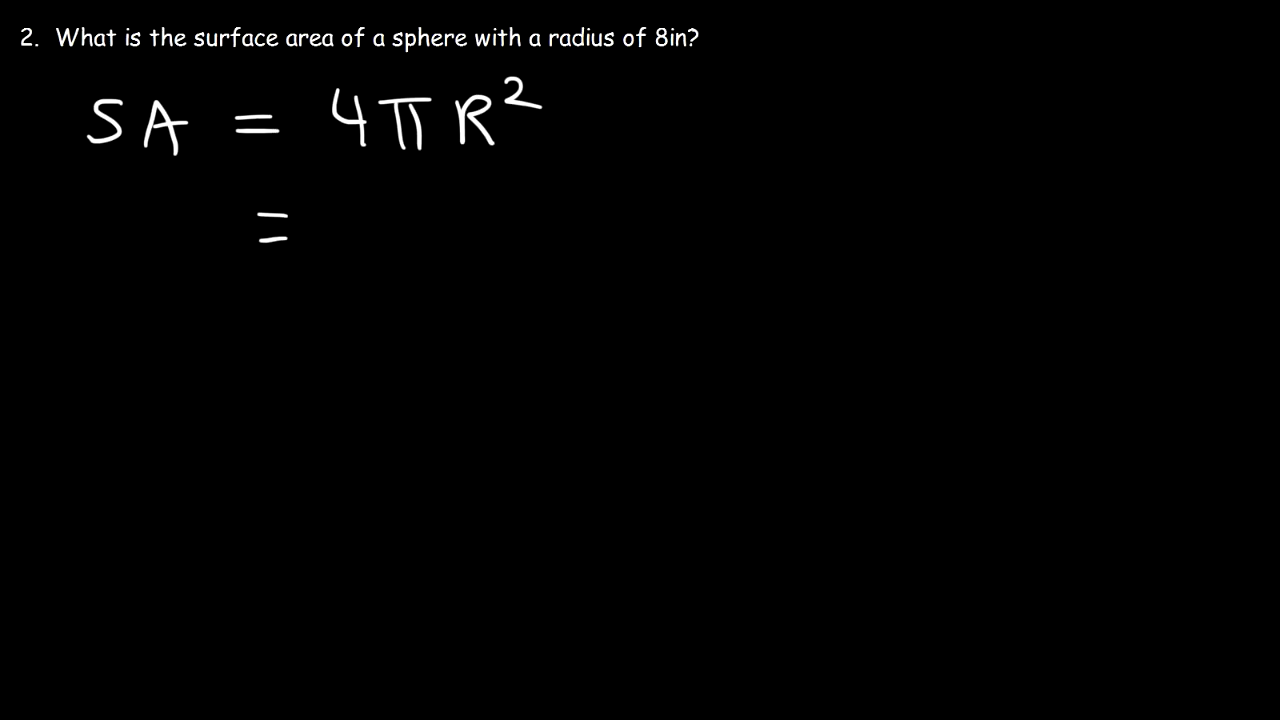 2. What is the surface area of a sphere with a radius of 8in?
SA = 4πR²
=